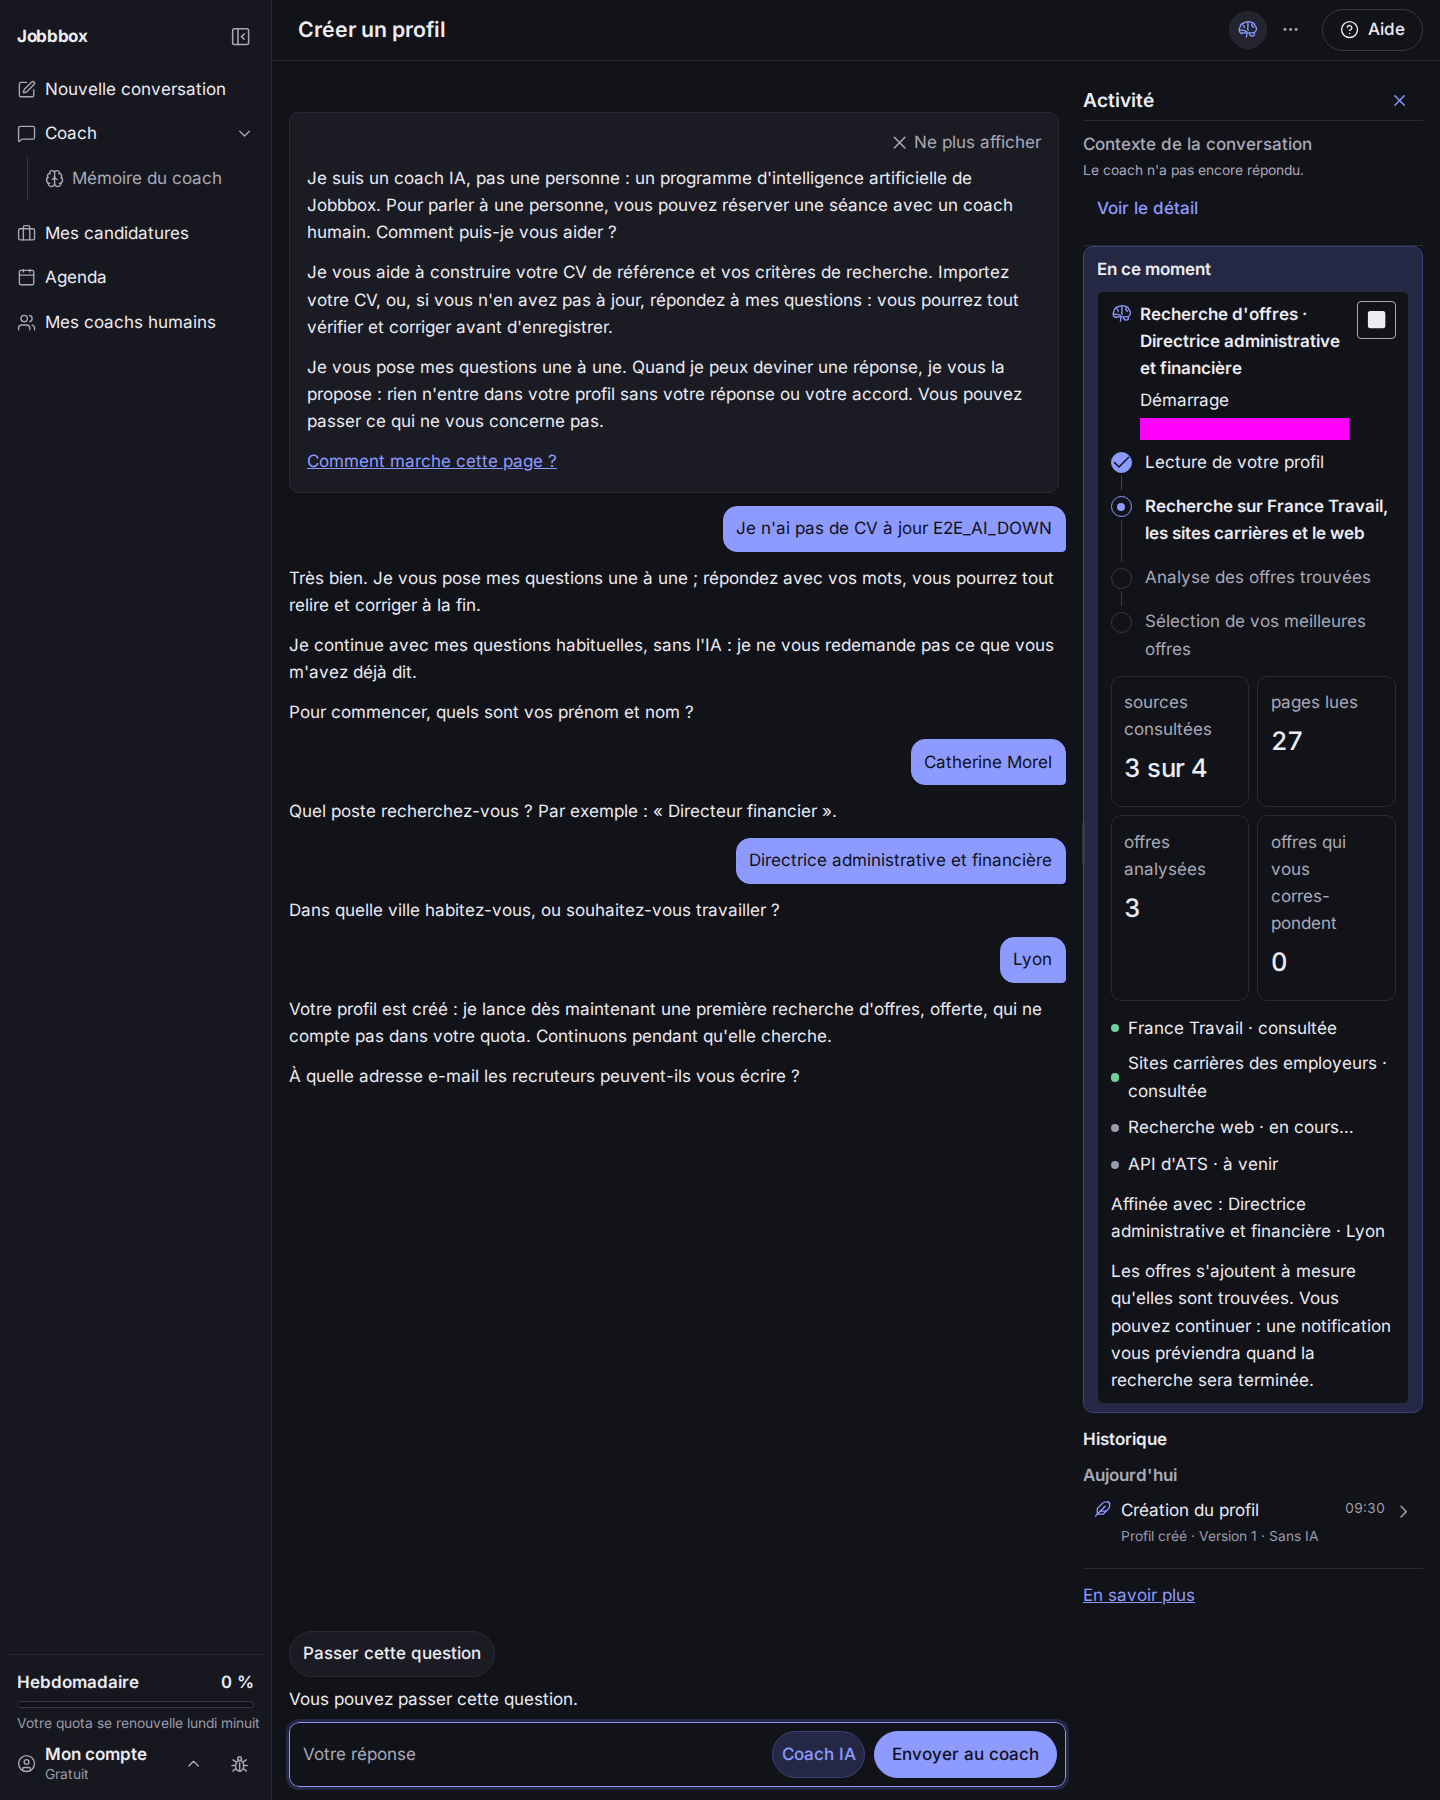 Jobbbox
Nouvelle conversation
Coach
Mémoire du coach
Mes candidatures
Agenda
Mes coachs humains
Hebdomadaire
0 %
Votre quota se renouvelle lundi minuit
Mon compte
Gratuit
Créer un profil
Aide
Ne plus afficher
Je suis un coach IA, pas une personne : un programme d'intelligence artificielle de
Jobbbox. Pour parler à une personne, vous pouvez réserver une séance avec un coach
humain. Comment puis-je vous aider ?
Je vous aide à construire votre CV de référence et vos critères de recherche. Importez
votre CV, ou, si vous n'en avez pas à jour, répondez à mes questions : vous pourrez tout
vérifier et corriger avant d'enregistrer.
Je vous pose mes questions une à une. Quand je peux deviner une réponse, je vous la
propose : rien n'entre dans votre profil sans votre réponse ou votre accord. Vous pouvez
passer ce qui ne vous concerne pas.
Comment marche cette page ?
Je n'ai pas de CV à jour E2E_AI_DOWN
Très bien. Je vous pose mes questions une à une ; répondez avec vos mots, vous pourrez tout
relire et corriger à la fin.
Je continue avec mes questions habituelles, sans l'IA : je ne vous redemande pas ce que vous
m'avez déjà dit.
Pour commencer, quels sont vos prénom et nom ?
Catherine Morel
Quel poste recherchez-vous ? Par exemple : « Directeur financier ».
Directrice administrative et financière
Dans quelle ville habitez-vous, ou souhaitez-vous travailler ?
Lyon
Votre profil est créé : je lance dès maintenant une première recherche d'offres, offerte, qui ne
compte pas dans votre quota. Continuons pendant qu'elle cherche.
À quelle adresse e-mail les recruteurs peuvent-ils vous écrire ?
Passer cette question
Vous pouvez passer cette question.
Votre réponse
Coach IA
Envoyer au coach
Activité
Contexte de la conversation
Le coach n'a pas encore répondu.
Voir le détail
En ce moment
Recherche d'offres ·
Directrice administrative
et financière
Démarrage
Lecture de votre profil
Recherche sur France Travail,
les sites carrières et le web
Analyse des offres trouvées
Sélection de vos meilleures
offres
sources
consultées
3 sur 4
pages lues
27
offres
analysées
3
offres qui
vous
corres-
pondent
0
France Travail · consultée
Sites carrières des employeurs ·
consultée
Recherche web · en cours…
API d'ATS · à venir
Affinée avec : Directrice
administrative et financière · Lyon
Les offres s'ajoutent à mesure
qu'elles sont trouvées. Vous
pouvez continuer : une notification
vous préviendra quand la
recherche sera terminée.
Historique
Aujourd'hui
Création du profil
09:30
Profil créé · Version 1 · Sans IA
En savoir plus